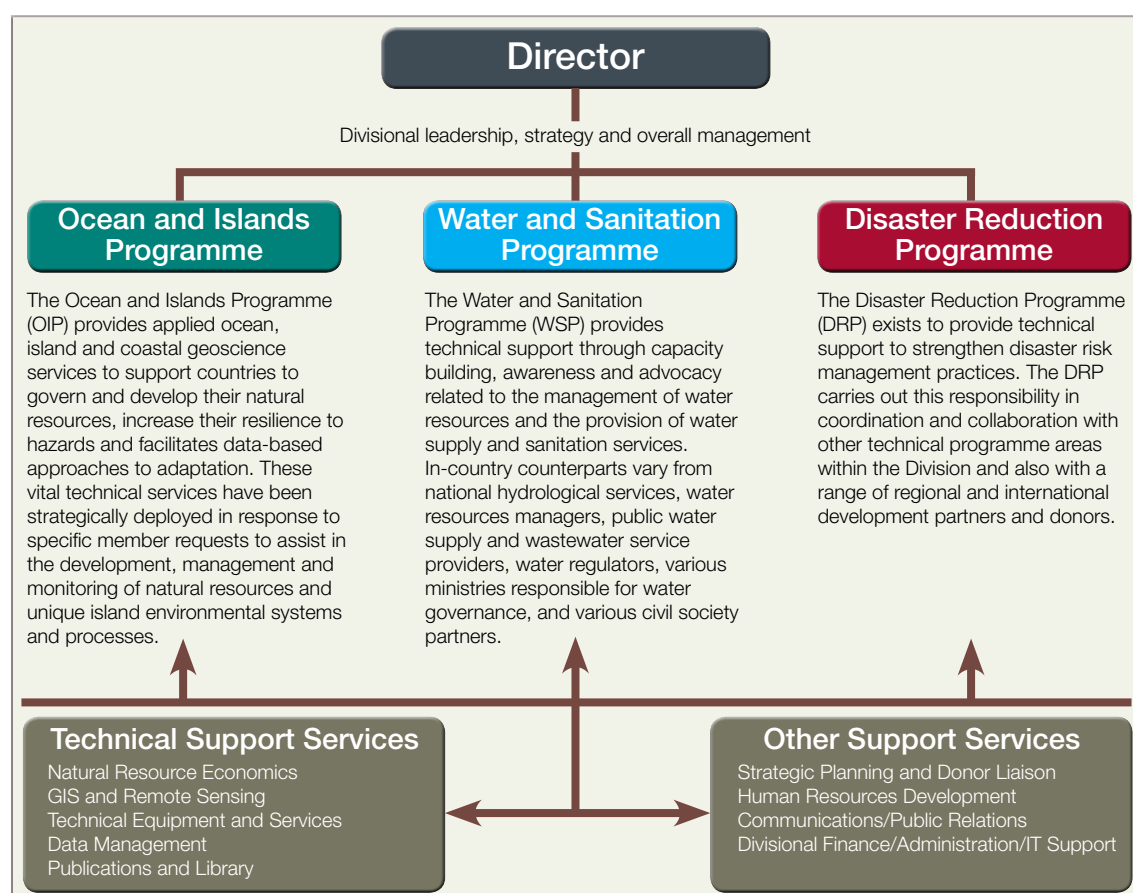 Director
Divisional leadership, strategy and overall management
Ocean and Islands
Programme
The Ocean and Islands Programme
(OIP) provides applied ocean,
island and coastal geoscience
services to support countries to
govern and develop their natural
resources, increase their resilience to
hazards and facilitates data-based
approaches to adaptation. These
vital technical services have been
strategically deployed in response to
specific member requests to assist in
the development, management and
monitoring of natural resources and
unique island environmental systems
and processes.
Water and Sanitation
Programme
The Water and Sanitation
Programme (WSP) provides
technical support through capacity
building, awareness and advocacy
related to the management of water
resources and the provision of water
supply and sanitation services.
In-country counterparts vary from
national hydrological services, water
resources managers, public water
supply and wastewater service
providers, water regulators, various
ministries responsible for water
governance, and various civil society
partners.
Disaster Reduction
Programme
The Disaster Reduction Programme
(DRP) exists to provide technical
support to strengthen disaster risk
management practices. The DRP
carries out this responsibility in
coordination and collaboration with
other technical programme areas
within the Division and also with a
range of regional and international
development partners and donors.
Technical Support Services
Natural Resource Economics
GIS and Remote Sensing
Technical Equipment and Services
Data Management
Publications and Library
Other Support Services
Strategic Planning and Donor Liaison
Human Resources Development
Communications/Public Relations
Divisional Finance/Administration/IT Support